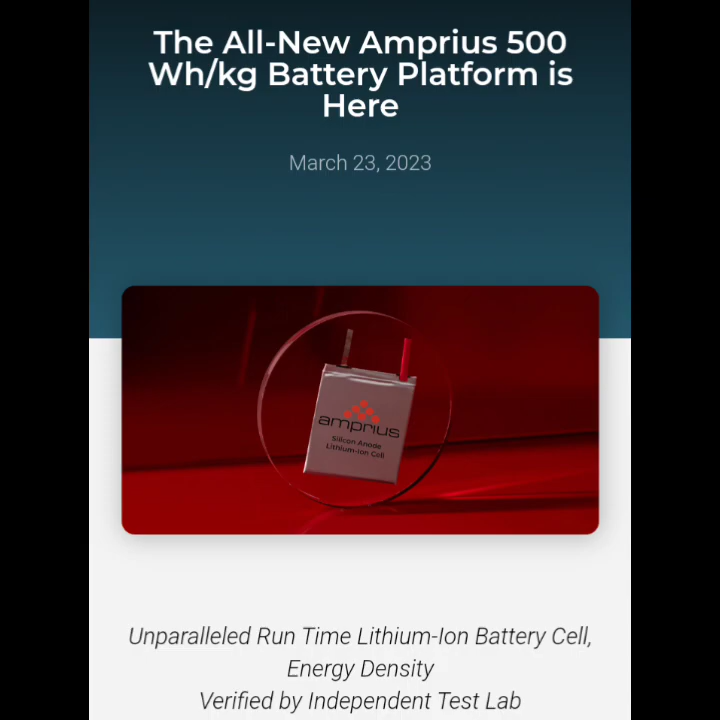 The All-New Amprius 500
Wh/kg Battery Platform is
Here
March 23, 2023
amprius
Silicon Anode
Lithium-Ion Cell
Unparalleled Run Time Lithium-Ion Battery Cell,
Energy Density
Verified by Independent Test Lab